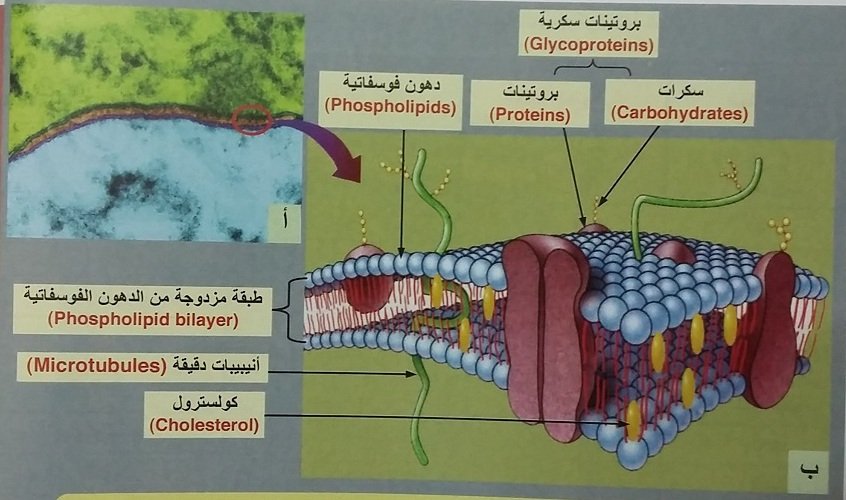 بروتينات سكرية
(Glycoproteins)
دهون فوسفاتية
(Phospholipids)
بروتينات
(Proteins)
سكرات
(Carbohydrates)
أ
طبقة مزدوجة من الدهون الفوسفاتية
(Phospholipid bilayer)
أنيبيبات دقيقة (Microtubules)
كولسترول
(Cholesterol)
ب